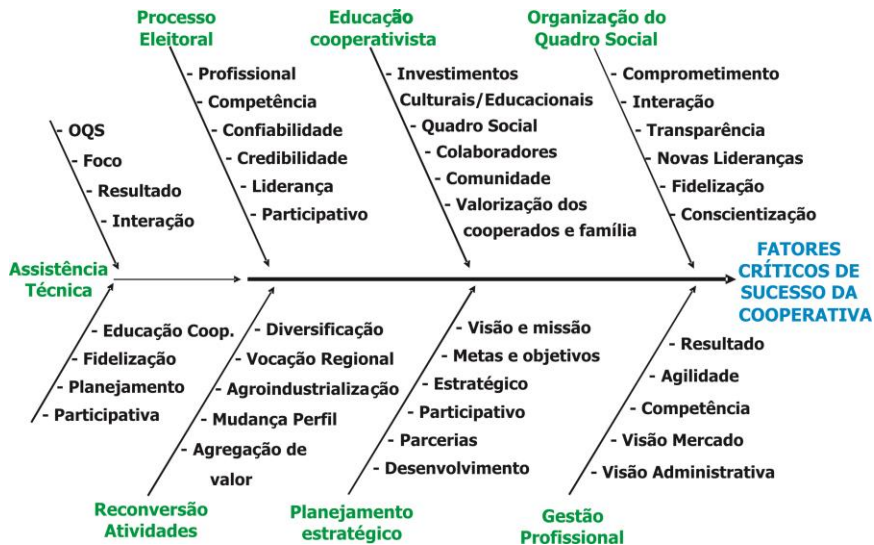 Processo
Eleitoral
Educação
cooperativista
Organização do
Quadro Social
- OQS
- Foco
- Resultado
- Interação
- Profissional
- Competência
- Confiabilidade
- Credibilidade
- Liderança
- Participativo
- Investimentos
Culturais/Educacionais
- Quadro Social
- Colaboradores
- Comunidade
- Valorização dos
cooperados e família
- Comprometimento
- Interação
- Transparência
- Novas Lideranças
- Fidelização
- Conscientização
Assistência
Técnica
FATORES
CRÍTICOS DE
SUCESSO DA
COOPERATIVA
- Educação Coop.
- Fidelização
- Planejamento
- Participativa
- Diversificação
- Vocação Regional
- Agroindustrialização
- Mudança Perfil
- Agregação de
valor
- Visão e missão
- Metas e objetivos
- Estratégico
- Participativo
- Parcerias
- Desenvolvimento
- Resultado
- Agilidade
- Competência
- Visão Mercado
- Visão Administrativa
Reconversão
Atividades
Planejamento
estratégico
Gestão
Profissional